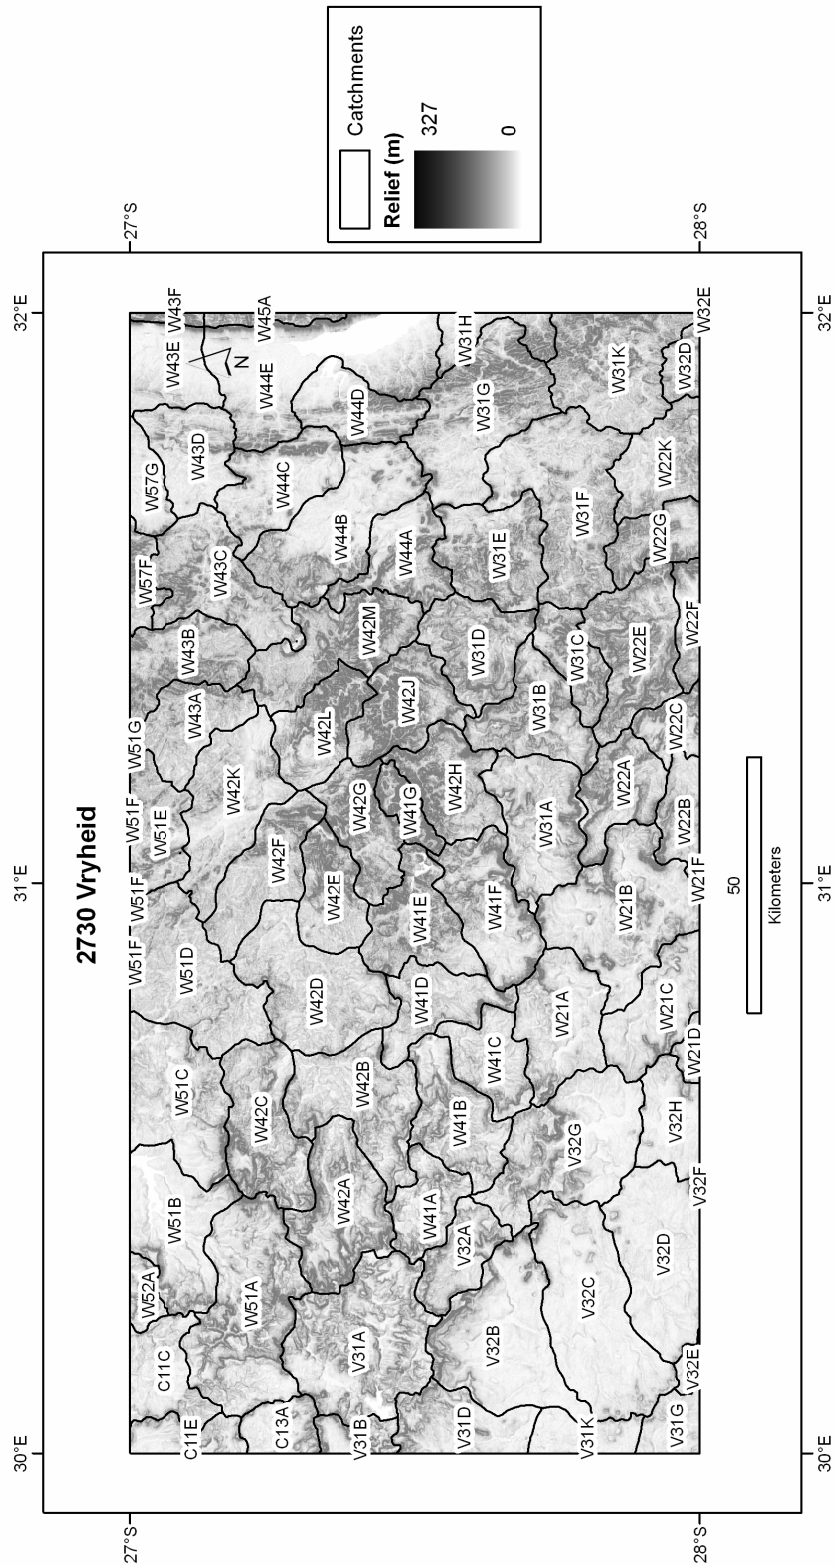 2730 Vryheid
30°E
31°E
32°E
27°S
27°S
C11E
C11C
W52A
W51B
W51C
W51F
W51D
W51F
W51F
W51E
W51G
W43A
W43B
W57F
W43C
W57G
W43D
W43E
W43F
C13A
W51A
W42C
W42F
W42K
W44C
W44E
W45A
N
V31B
V31A
W42A
W42B
W42D
W42E
W42G
W42L
W42M
W44B
W44D
V31D
V32B
V32A
W41A
W41B
W41C
W41D
W41E
W41F
W41G
W42H
W42J
W31D
W44A
W31E
W31G
W31H
V31K
V32C
V32G
W21A
W31A
W31B
W31C
W31F
W31K
V31G
V32E
V32D
V32F
V32H
W21D
W21C
W21B
W21F
W22B
W22A
W22C
W22E
W22F
W22G
W22K
W32D
W32E
28°S
28°S
30°E
31°E
32°E
50
Kilometers
Catchments
Relief (m)
327
0